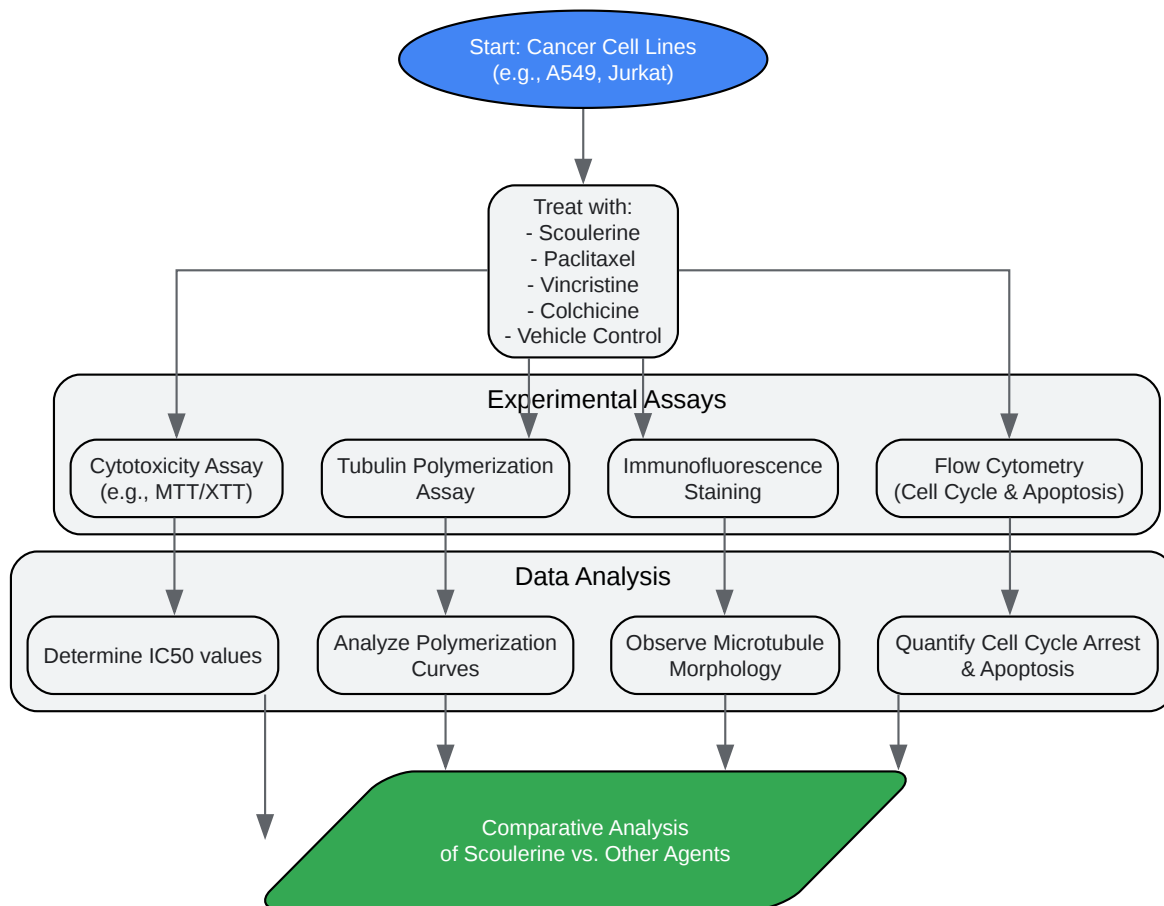 Start: Cancer Cell Lines
(e.g., A549, Jurkat)
Treat with:
- Scoulerine
- Paclitaxel
- Vincristine
- Colchicine
- Vehicle Control
Experimental Assays
Cytotoxicity Assay
(e.g., MTT/XTT)
Tubulin Polymerization
Assay
Immunofluorescence
Staining
Flow Cytometry
(Cell Cycle & Apoptosis)
Data Analysis
Determine IC50 values
Analyze Polymerization
Curves
Observe Microtubule
Morphology
Quantify Cell Cycle Arrest
& Apoptosis
Comparative Analysis
of Scoulerine vs. Other Agents